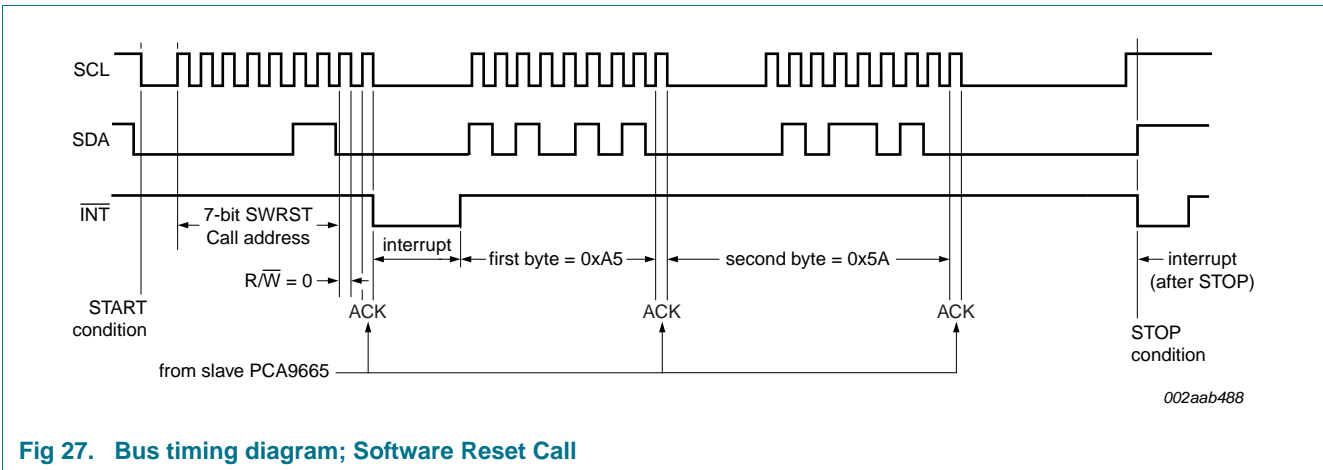 SCL
SDA
INT
7-bit SWRST
Call address
interrupt
first byte = 0xA5
second byte = 0x5A
interrupt
(after STOP)
R/W = 0
START
condition
ACK
ACK
ACK
STOP
condition
from slave PCA9665
002aab488
Fig 27. Bus timing diagram; Software Reset Call